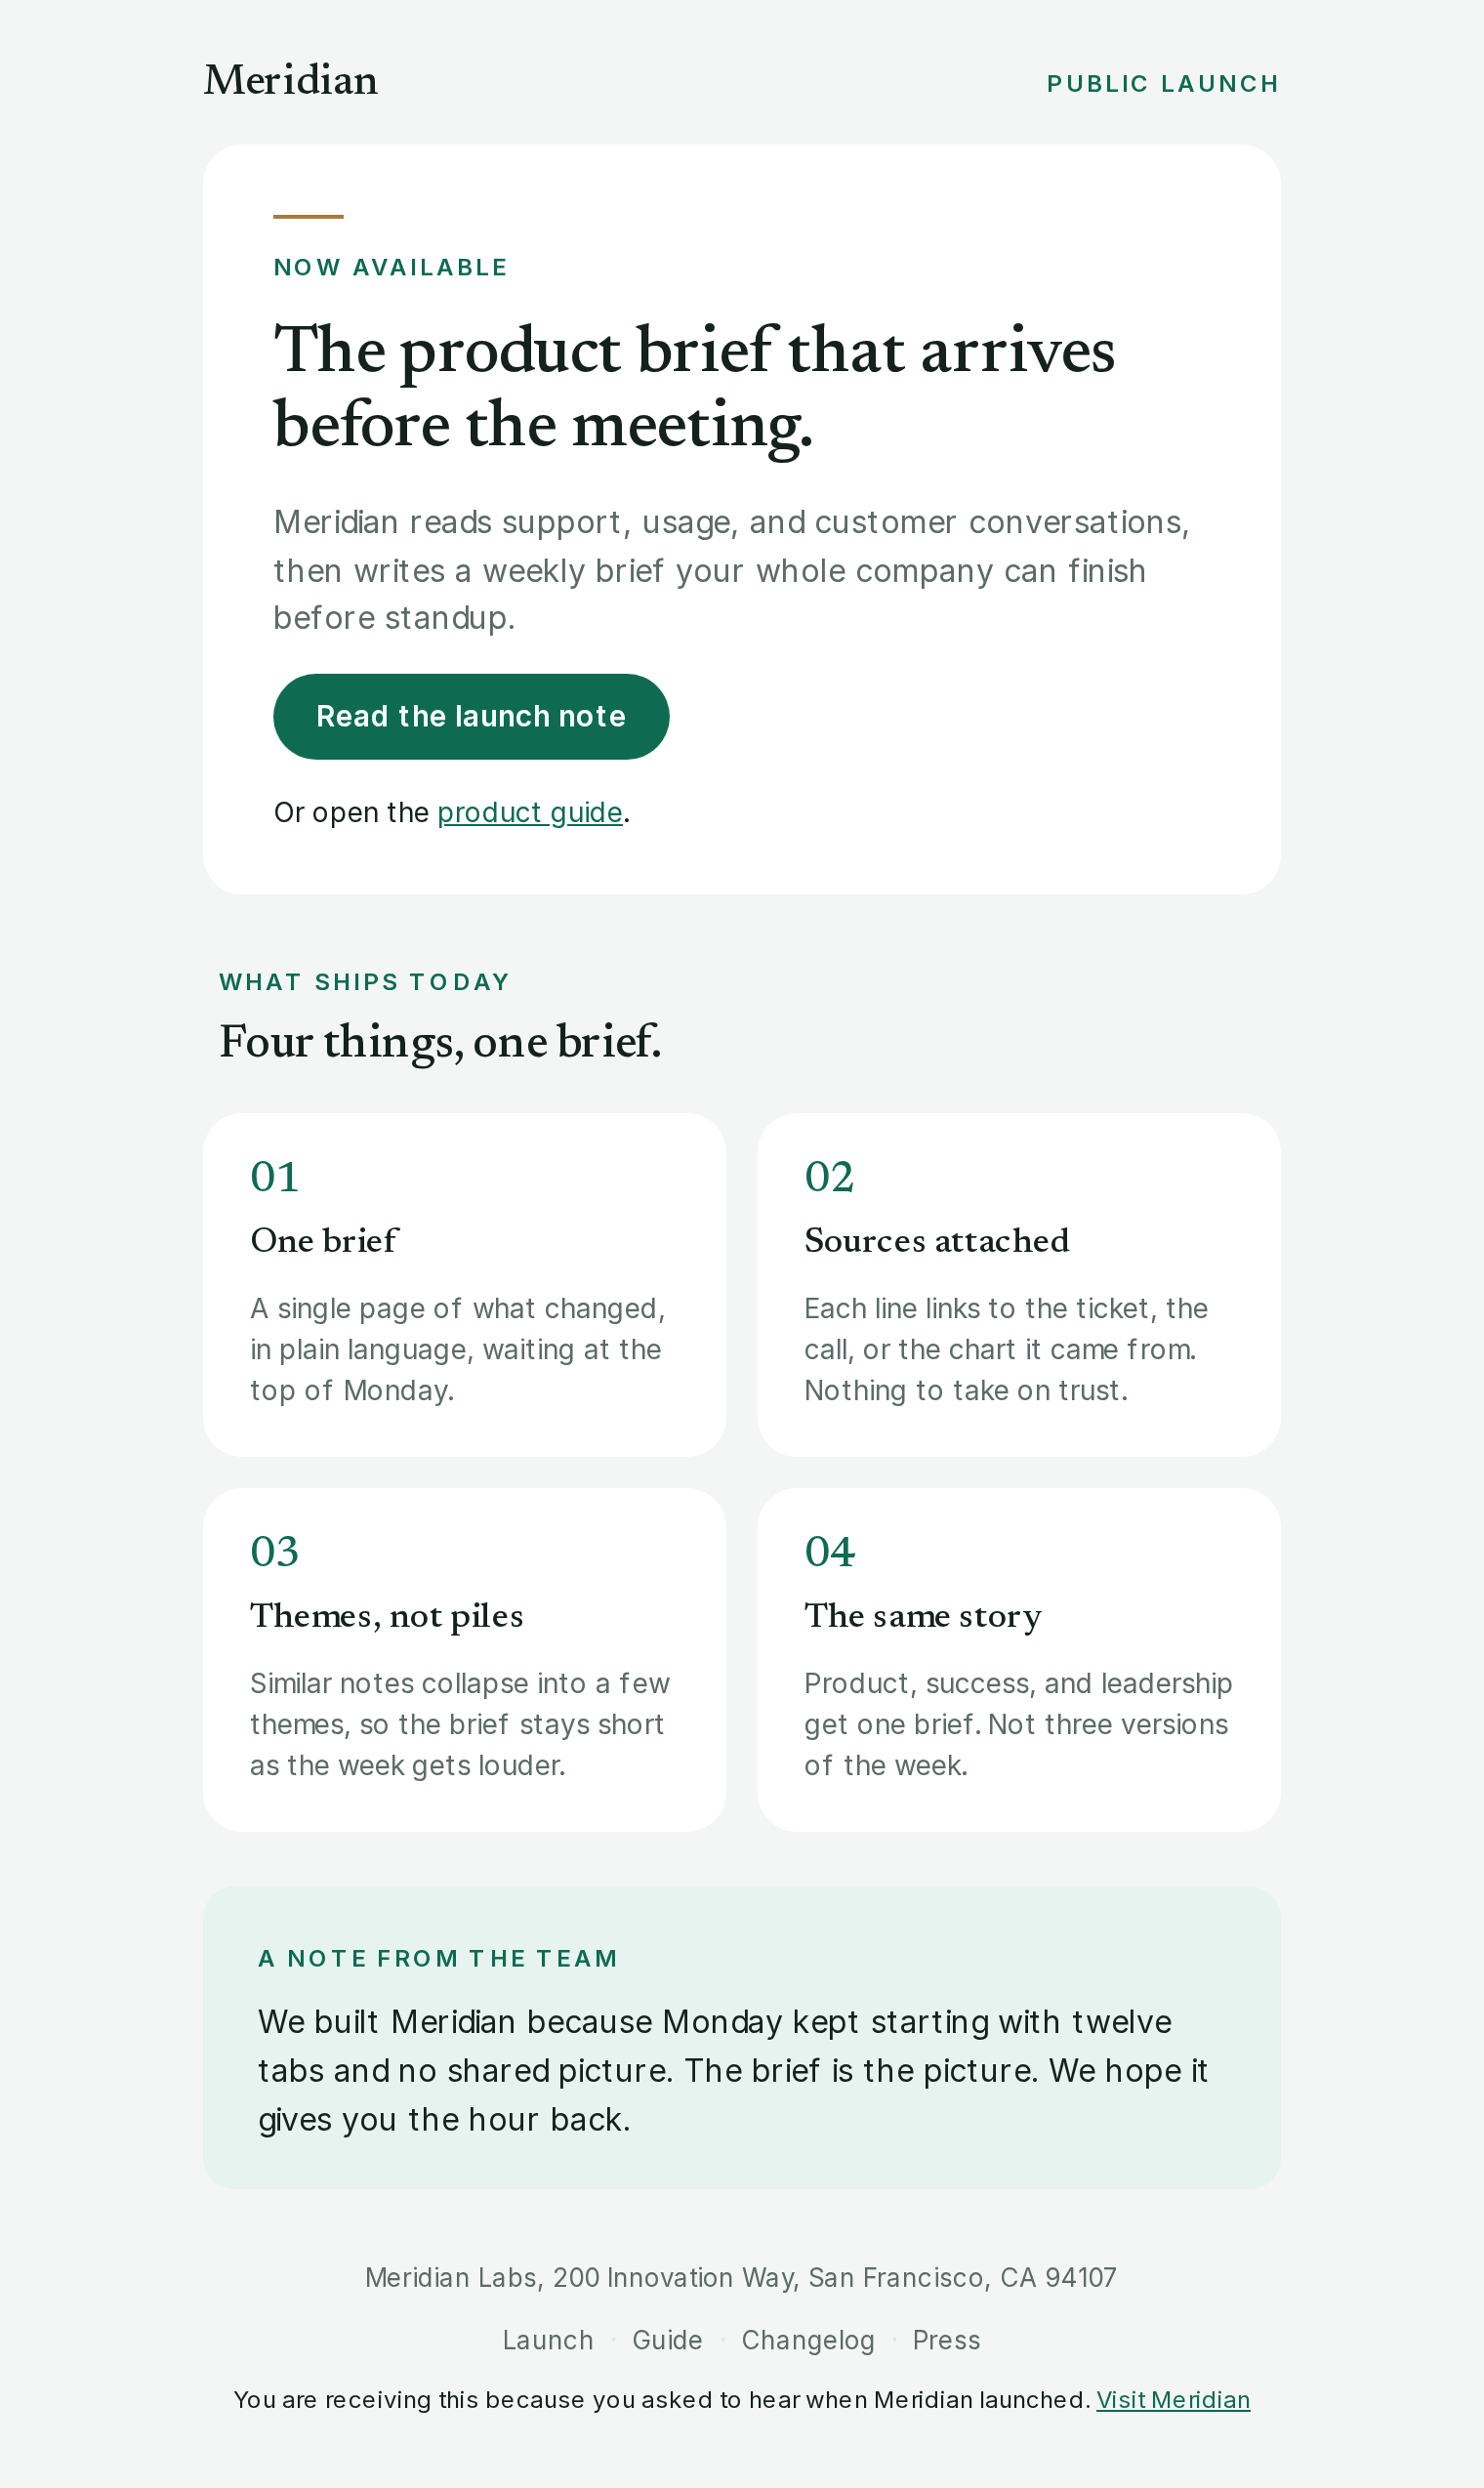 Meridian
PUBLIC LAUNCH
NOW AVAILABLE
The product brief that arrives
before the meeting.
Meridian reads support, usage, and customer conversations,
then writes a weekly brief your whole company can finish
before standup.
Read the launch note
Or open the product guide.
WHAT SHIPS TODAY
Four things, one brief.
01
One brief
A single page of what changed,
in plain language, waiting at the
top of Monday.
02
Sources attached
Each line links to the ticket, the
call, or the chart it came from.
Nothing to take on trust.
03
Themes, not piles
Similar notes collapse into a few
themes, so the brief stays short
as the week gets louder.
04
The same story
Product, success, and leadership
get one brief. Not three versions
of the week.
A NOTE FROM THE TEAM
We built Meridian because Monday kept starting with twelve
tabs and no shared picture. The brief is the picture. We hope it
gives you the hour back.
Meridian Labs, 200 Innovation Way, San Francisco, CA 94107
Launch · Guide · Changelog · Press
You are receiving this because you asked to hear when Meridian launched. Visit Meridian